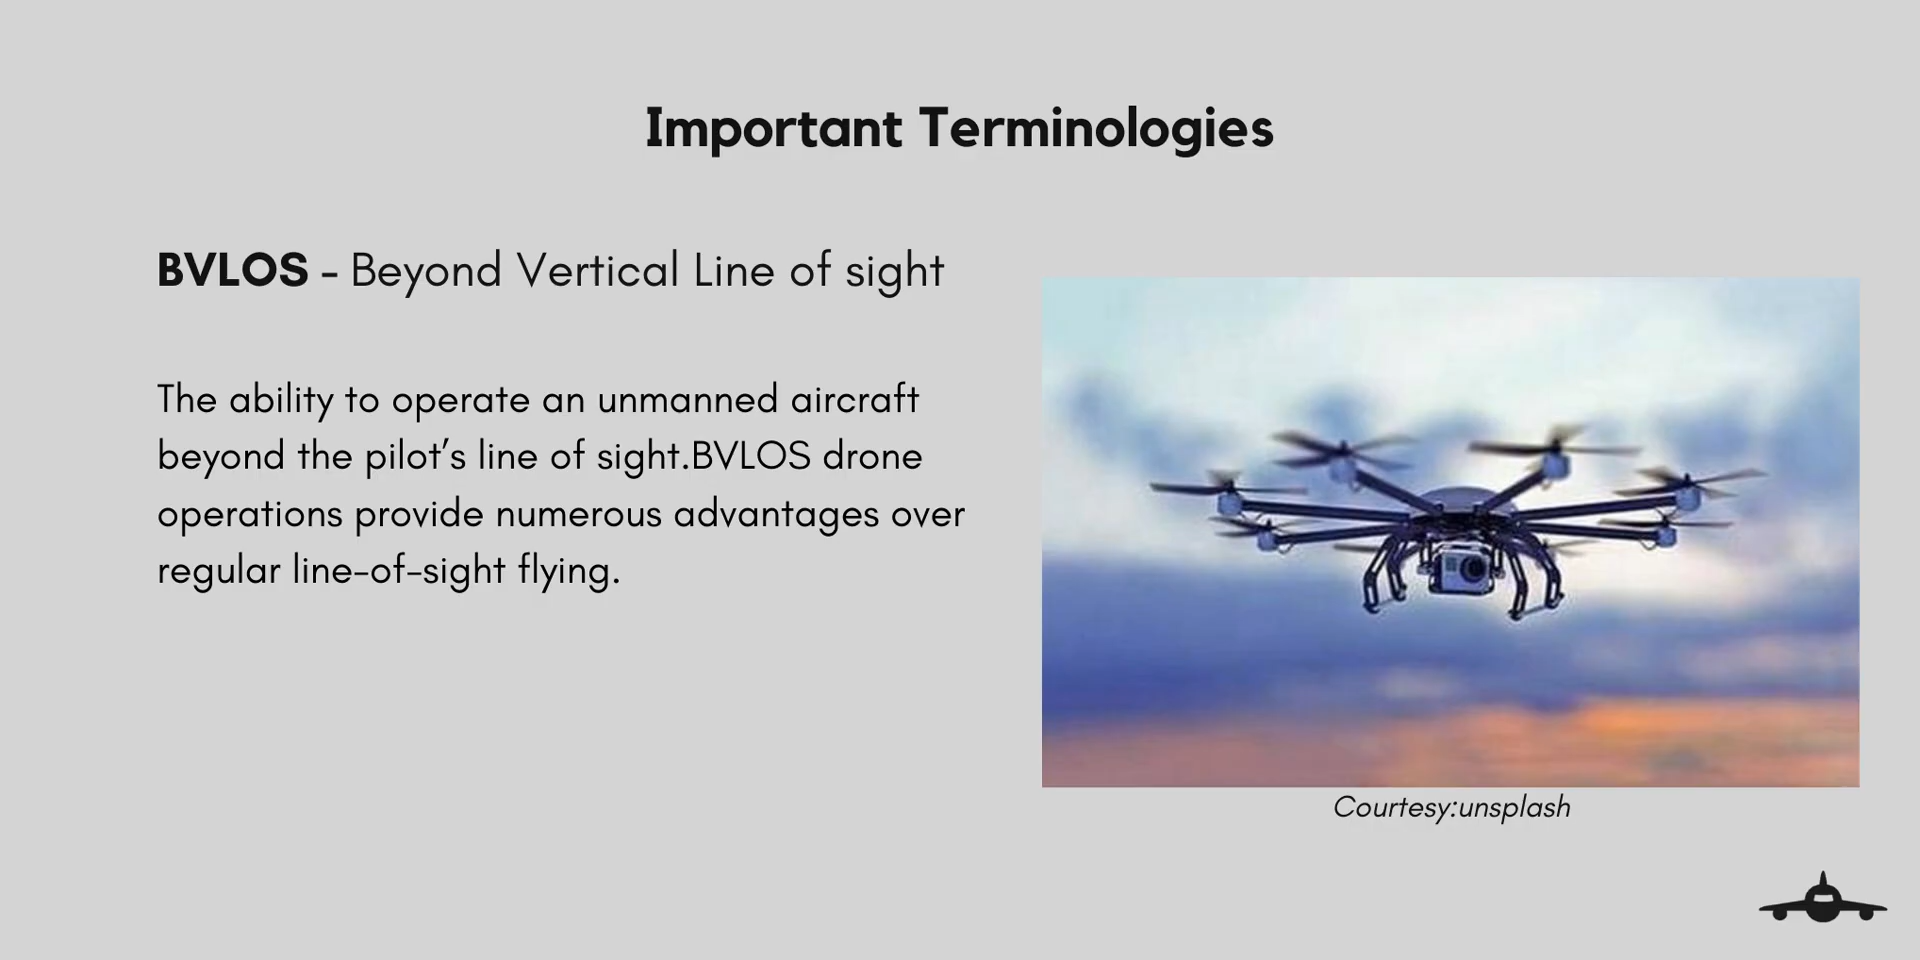 Important Terminologies
BVLOS - Beyond Vertical Line of sight
The ability to operate an unmanned aircraft
beyond the pilot’s line of sight.BVLOS drone
operations provide numerous advantages over
regular line-of-sight flying.
Courtesy:unsplash